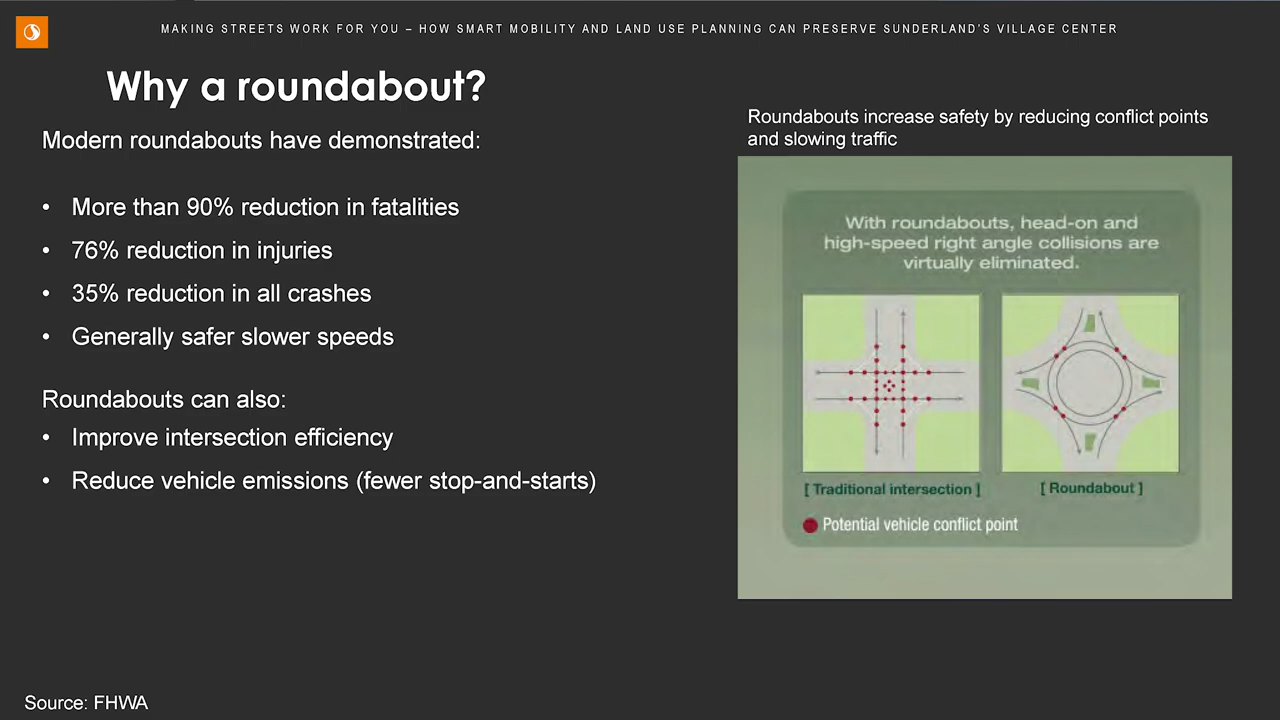 MAKING STREETS WORK FOR YOU – HOW SMART MOBILITY AND LAND USE PLANNING CAN PRESERVE SUNDERLAND'S VILLAGE CENTER
Why a roundabout?
Modern roundabouts have demonstrated:
• More than 90% reduction in fatalities
• 76% reduction in injuries
• 35% reduction in all crashes
• Generally safer slower speeds
Roundabouts can also:
• Improve intersection efficiency
• Reduce vehicle emissions (fewer stop-and-starts)
Roundabouts increase safety by reducing conflict points
and slowing traffic
With roundabouts, head-on and
high-speed right angle collisions are
virtually eliminated.
[ Traditional intersection ]
[ Roundabout ]
Potential vehicle conflict point
Source: FHWA